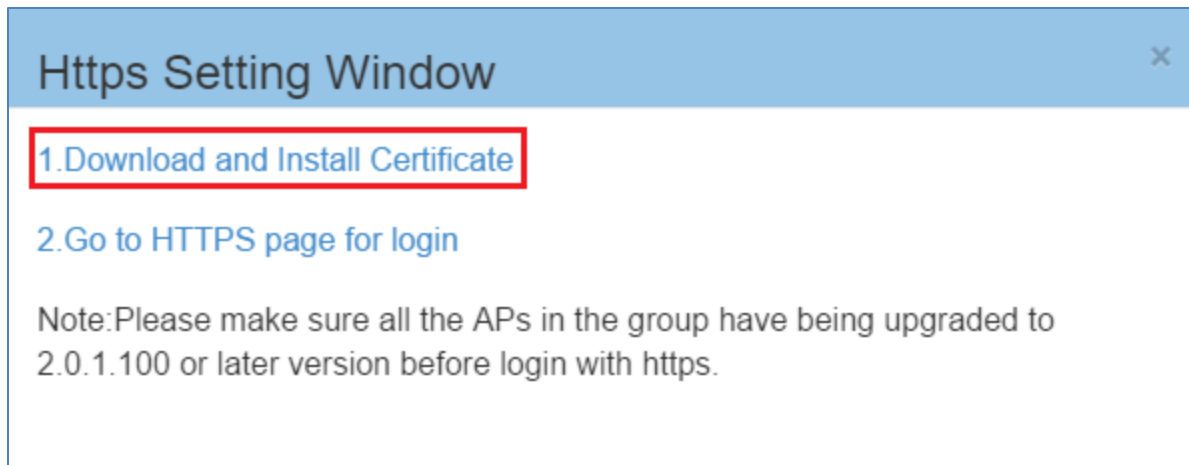 Https Setting Window
×
1.Download and Install Certificate
2.Go to HTTPS page for login
Note:Please make sure all the APs in the group have being upgraded to
2.0.1.100 or later version before login with https.